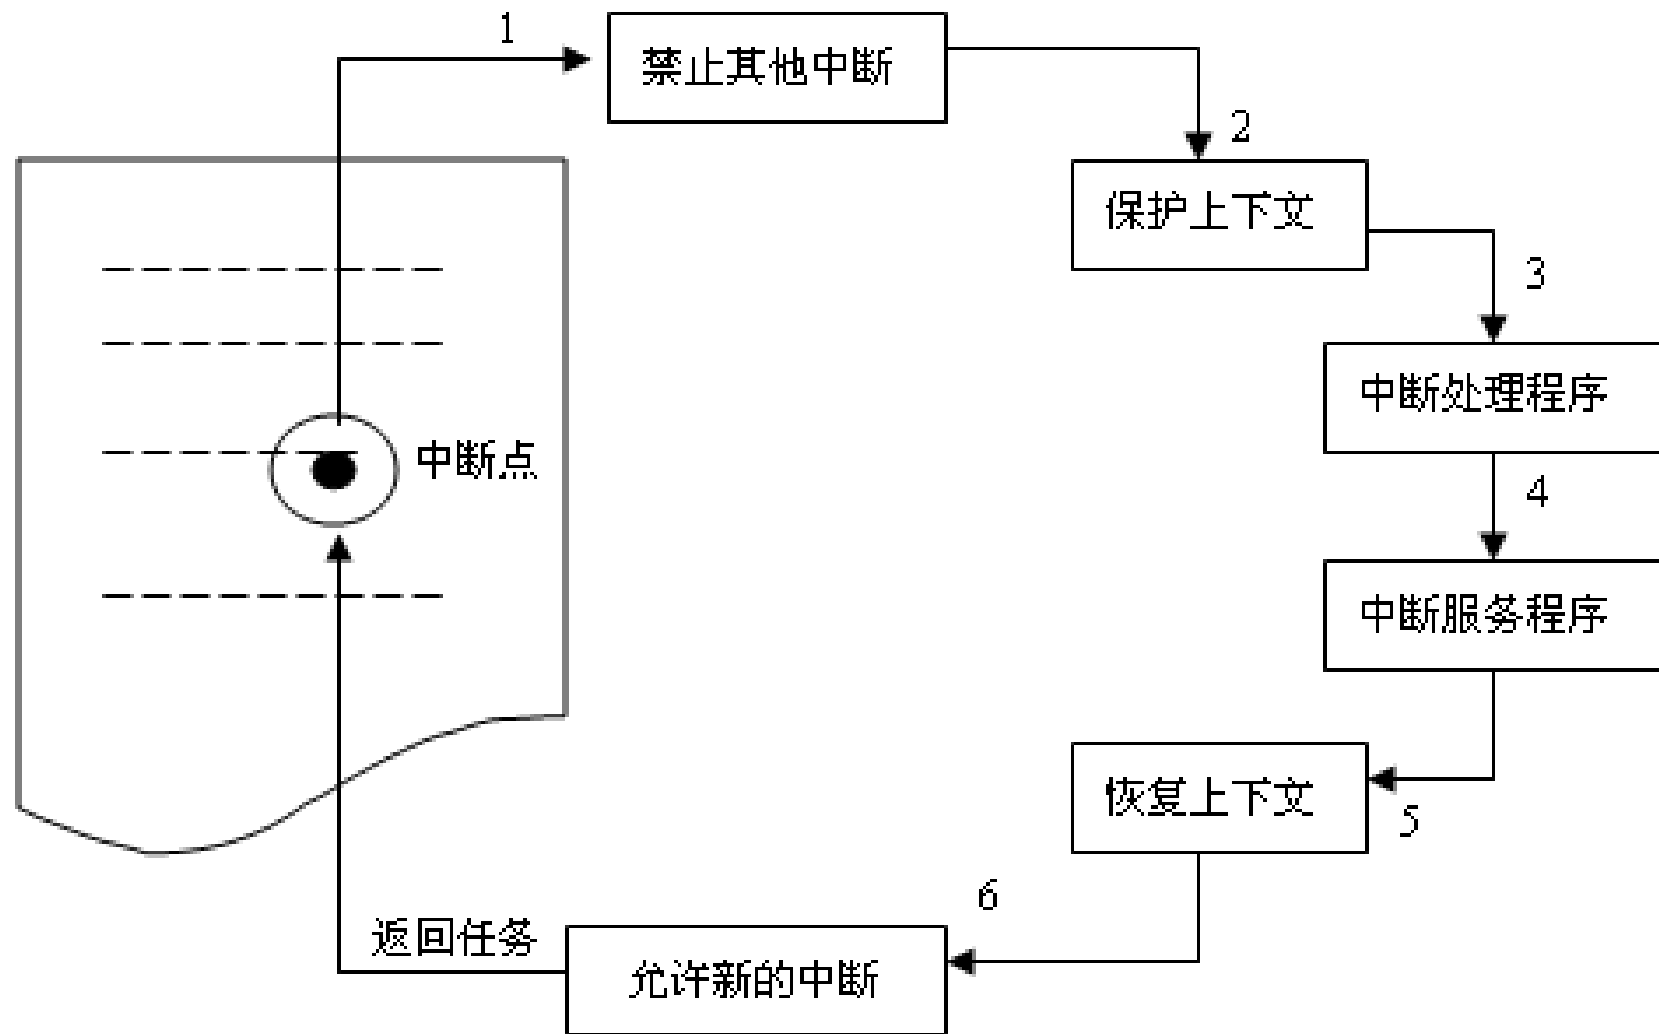 1
禁止其他中断
2
保护上下文
3
中断处理程序
中断点
4
中断服务程序
恢复上下文
5
6
返回任务
允许新的中断